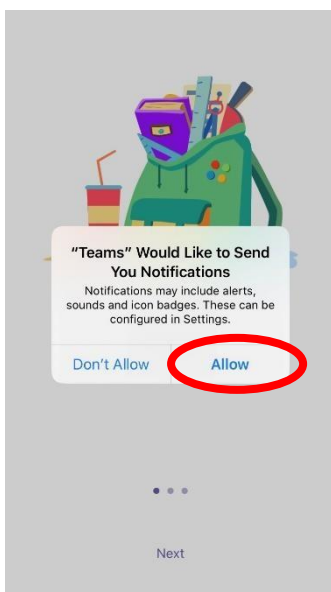 “Teams” Would Like to Send
You Notifications
Notifications may include alerts,
sounds and icon badges. These can be
configured in Settings.
Don’t Allow
Allow
Next